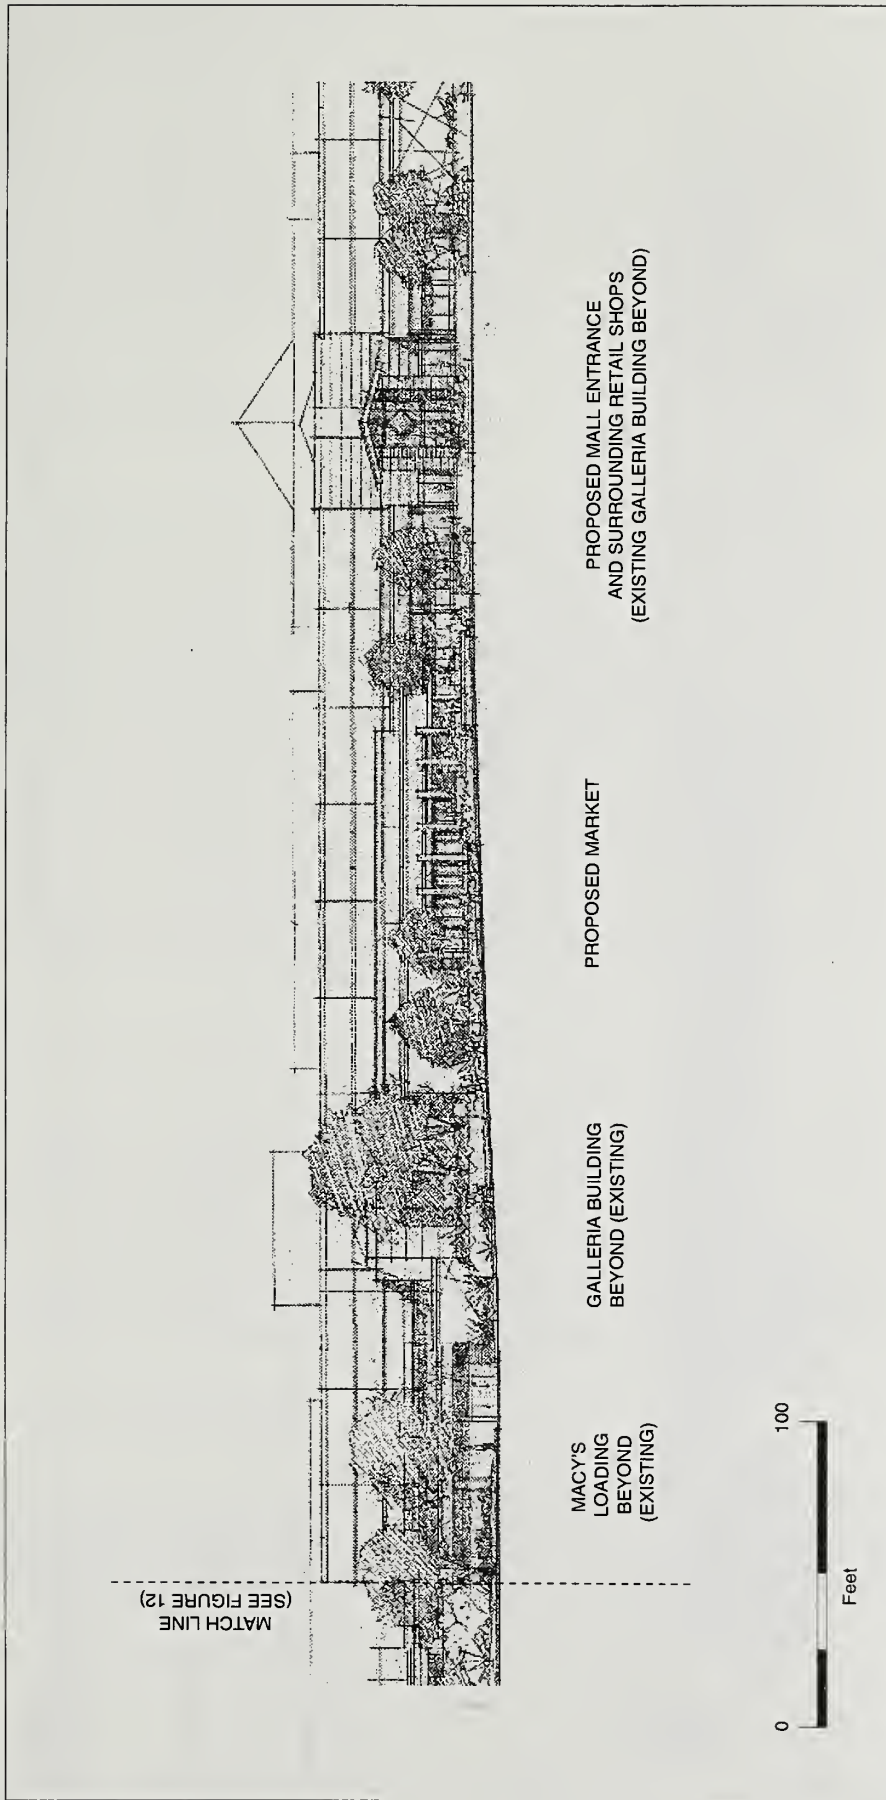 MATCH LINE
(SEE FIGURE 12)
MACY'S
LOADING
BEYOND
(EXISTING)
GALLERIA BUILDING
BEYOND (EXISTING)
PROPOSED MARKET
PROPOSED MALL ENTRANCE
AND SURROUNDING RETAIL SHOPS
(EXISTING GALLERIA BUILDING BEYOND)
0
100
Feet